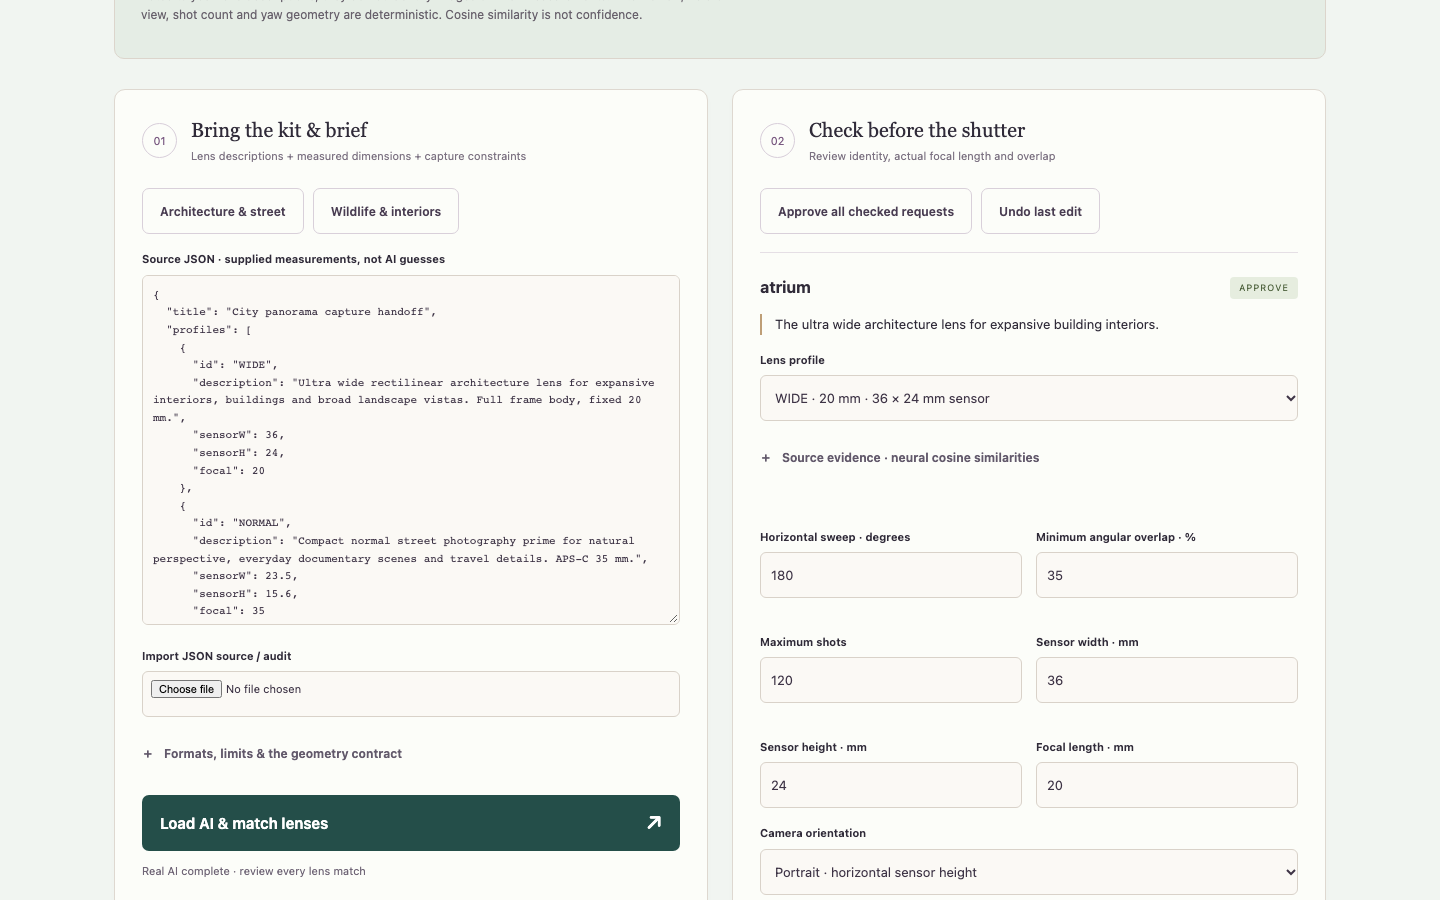 view, shot count and yaw geometry are deterministic. Cosine similarity is not confidence.
01
Bring the kit & brief
Lens descriptions + measured dimensions + capture constraints
Architecture & street
Wildlife & interiors
Source JSON · supplied measurements, not AI guesses
{
"title": "City panorama capture handoff",
"profiles": [
{
"id": "WIDE",
"description": "Ultra wide rectilinear architecture lens for expansive
interiors, buildings and broad landscape vistas. Full frame body, fixed 20
mm.",
"sensorW": 36,
"sensorH": 24,
"focal": 20
},
{
"id": "NORMAL",
"description": "Compact normal street photography prime for natural
perspective, everyday documentary scenes and travel details. APS-C 35 mm.",
"sensorW": 23.5,
"sensorH": 15.6,
"focal": 35
Import JSON source / audit
Choose file No file chosen
+ Formats, limits & the geometry contract
Load AI & match lenses
Real AI complete · review every lens match
02
Check before the shutter
Review identity, actual focal length and overlap
Approve all checked requests
Undo last edit
atrium
APPROVE
The ultra wide architecture lens for expansive building interiors.
Lens profile
WIDE · 20 mm · 36 × 24 mm sensor
+ Source evidence · neural cosine similarities
Horizontal sweep · degrees
Minimum angular overlap · %
180
35
Maximum shots
Sensor width · mm
120
36
Sensor height · mm
Focal length · mm
24
20
Camera orientation
Portrait · horizontal sensor height